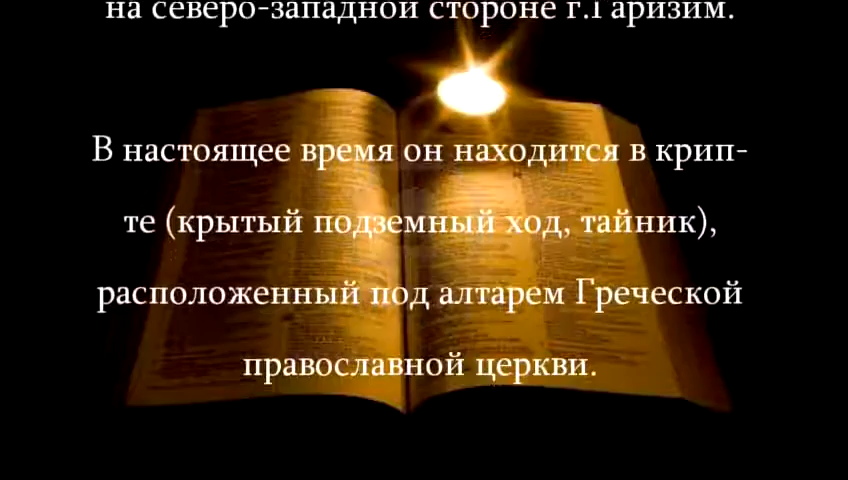 на северо-западной стороне г.Гаризим.
В настоящее время он находится в крип-
те (крытый подземный ход, тайник),
расположенный под алтарем Греческой
православной церкви.